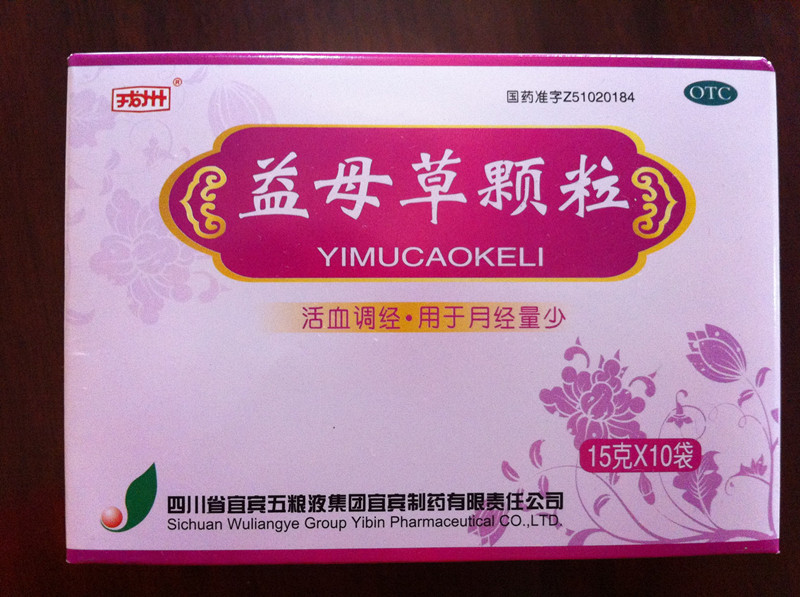 戎州®
国药准字Z51020184
OTC
益母草颗粒
YIMUCAOKELI
活血调经·用于月经量少
15克X10袋
四川省宜宾五粮液集团宜宾制药有限责任公司
Sichuan Wuliangye Group Yibin Pharmaceutical CO.,LTD.